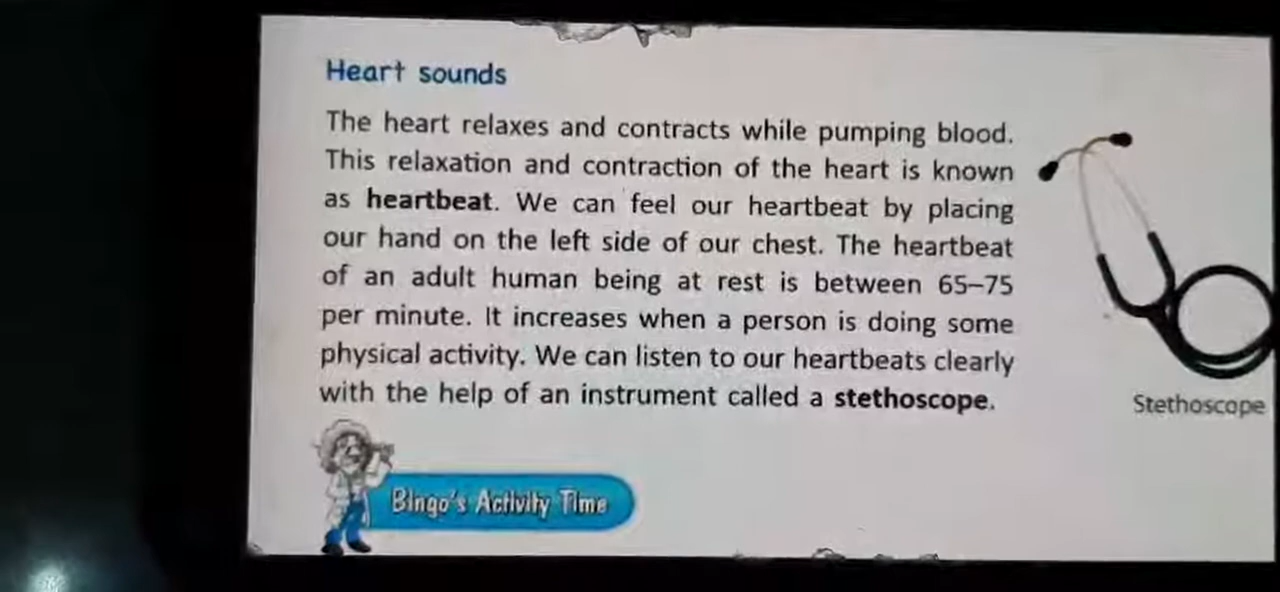 Heart sounds
The heart relaxes and contracts while pumping blood.
This relaxation and contraction of the heart is known
as heartbeat. We can feel our heartbeat by placing
our hand on the left side of our chest. The heartbeat
of an adult human being at rest is between 65–75
per minute. It increases when a person is doing some
physical activity. We can listen to our heartbeats clearly
with the help of an instrument called a stethoscope.
Stethoscope
Bingo's Activity Time